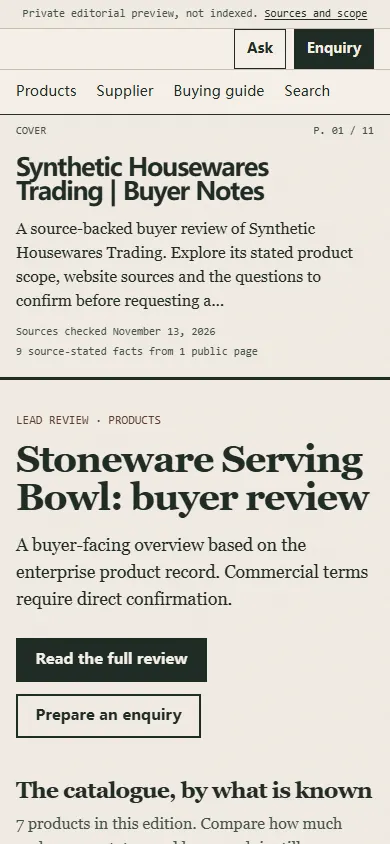 Private editorial preview, not indexed. Sources and scope
Ask
Enquiry
Products
Supplier
Buying guide
Search
COVER
P. 01 / 11
Synthetic Housewares
Trading | Buyer Notes
A source-backed buyer review of Synthetic
Housewares Trading. Explore its stated product
scope, website sources and the questions to
confirm before requesting a…
Sources checked November 13, 2026
9 source-stated facts from 1 public page
LEAD REVIEW · PRODUCTS
Stoneware Serving
Bowl: buyer review
A buyer-facing overview based on the
enterprise product record. Commercial terms
require direct confirmation.
Read the full review
Prepare an enquiry
The catalogue, by what is known
7 products in this edition. Compare how much